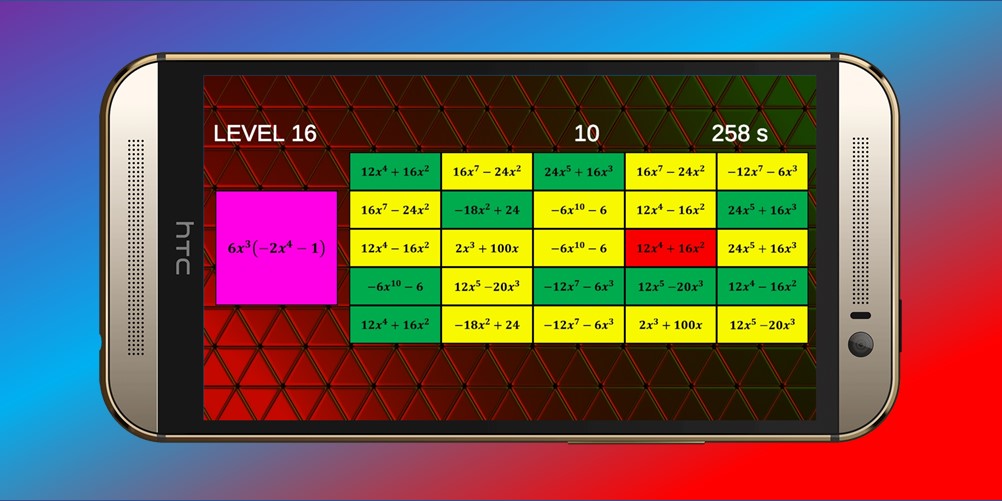 LEVEL 16 10 258 s
12x⁴ + 16x² 16x⁷ − 24x² 24x⁵ + 16x³ 16x⁷ − 24x² −12x⁷ − 6x³
16x⁷ − 24x² −18x² + 24 −6x¹⁰ − 6 12x⁴ − 16x² 24x⁵ + 16x³
6x³(−2x⁴ − 1)
12x⁴ − 16x² 2x³ + 100x −6x¹⁰ − 6 12x⁴ + 16x² 24x⁵ + 16x³
−6x¹⁰ − 6 12x⁵ −20x³ −12x⁷ − 6x³ 12x⁵ −20x³ 12x⁴ − 16x²
12x⁴ + 16x² −18x² + 24 −12x⁷ − 6x³ 2x³ + 100x 12x⁵ −20x³
hTC